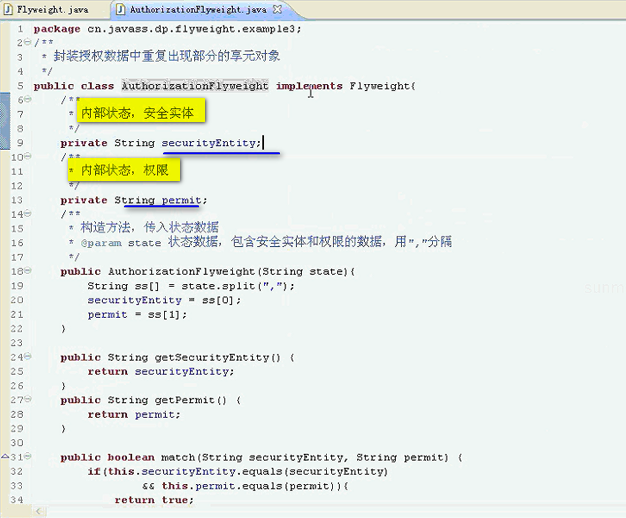 Flyweight.java
AuthorizationFlyweight.java
1 package cn.javass.dp.flyweight.example3;
2 /**
3 * 封装授权数据中重复出现部分的享元对象
4 */
5 public class AuthorizationFlyweight implements Flyweight{
6 /**
7 * 内部状态，安全实体
8 */
9 private String securityEntity;
10 /**
11 * 内部状态，权限
12 */
13 private String permit;
14 /**
15 * 构造方法，传入状态数据
16 * @param state 状态数据，包含安全实体和权限的数据，用","分隔
17 */
18 public AuthorizationFlyweight(String state){
19 String ss[] = state.split(",");
20 securityEntity = ss[0];
21 permit = ss[1];
22 }
23
24 public String getSecurityEntity() {
25 return securityEntity;
26 }
27 public String getPermit() {
28 return permit;
29 }
30
31 public boolean match(String securityEntity, String permit) {
32 if(this.securityEntity.equals(securityEntity)
33 && this.permit.equals(permit)){
34 return true;